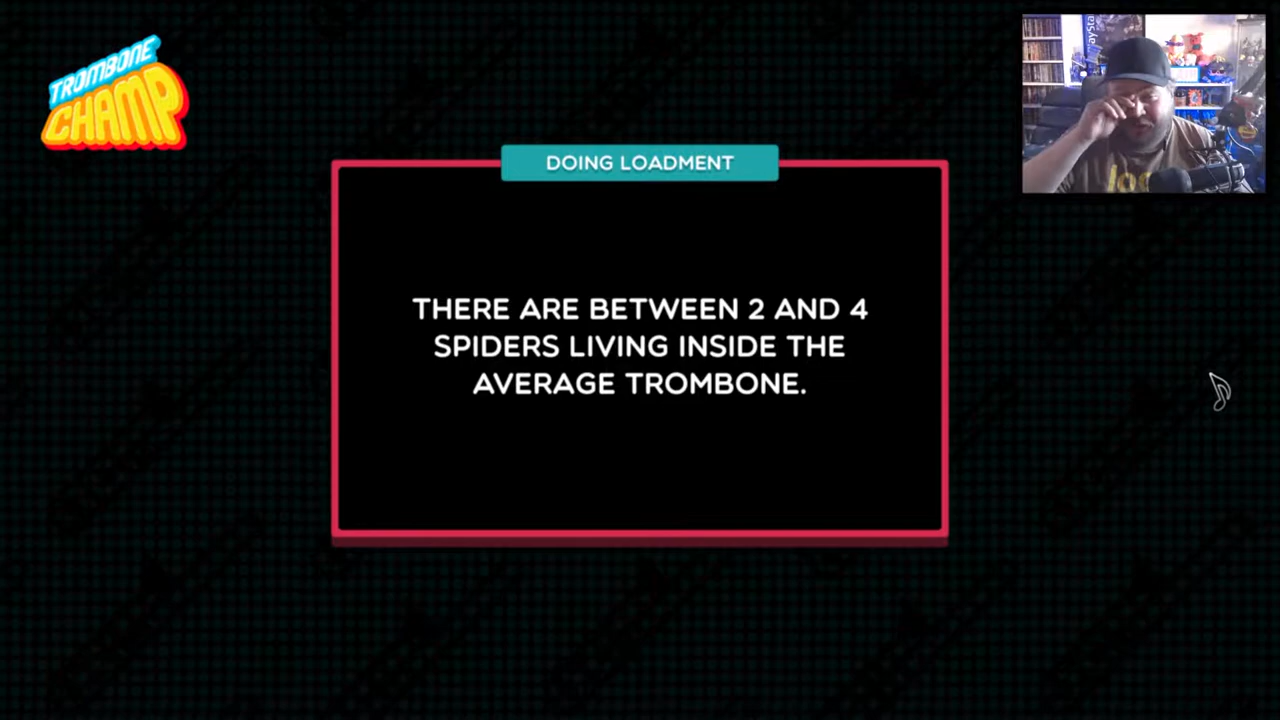 TROMBONE
CHAMP
DOING LOADMENT
THERE ARE BETWEEN 2 AND 4
SPIDERS LIVING INSIDE THE
AVERAGE TROMBONE.